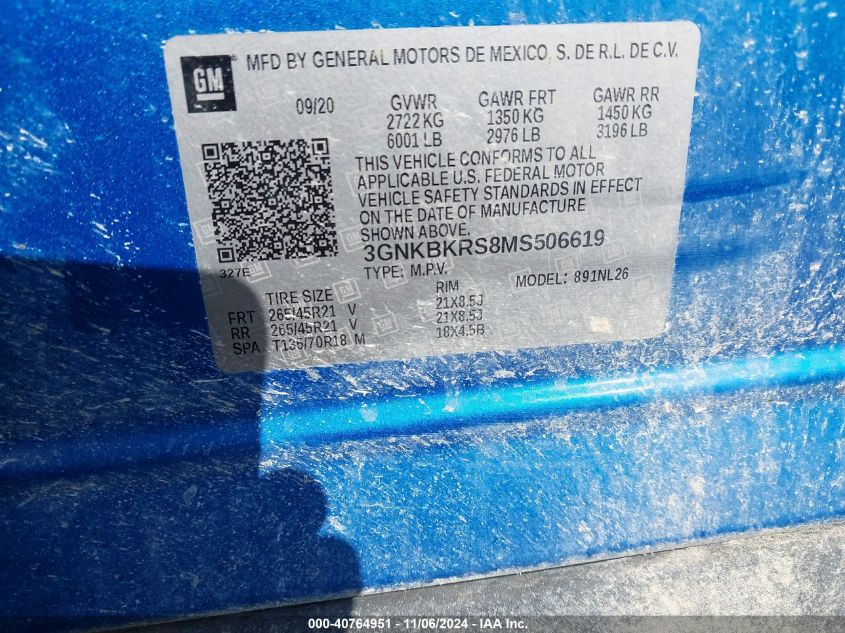 GM
MFD BY GENERAL MOTORS DE MEXICO, S. DE R.L. DE C.V.
09/20 GVWR GAWR FRT GAWR RR
2722 KG 1350 KG 1450 KG
6001 LB 2976 LB 3196 LB
THIS VEHICLE CONFORMS TO ALL
APPLICABLE U.S. FEDERAL MOTOR
VEHICLE SAFETY STANDARDS IN EFFECT
ON THE DATE OF MANUFACTURE
SHOWN ABOVE.
3GNKBKRS8MS506619
327E
TYPE: M.P.V. MODEL: 891NL26
TIRE SIZE RIM
FRT 265/45R21 V 21X8.5J
RR 265/45R21 V 21X8.5J
SPA T135/70R18 M 18X4.5B
000-40764951 - 11/06/2024 - IAA Inc.